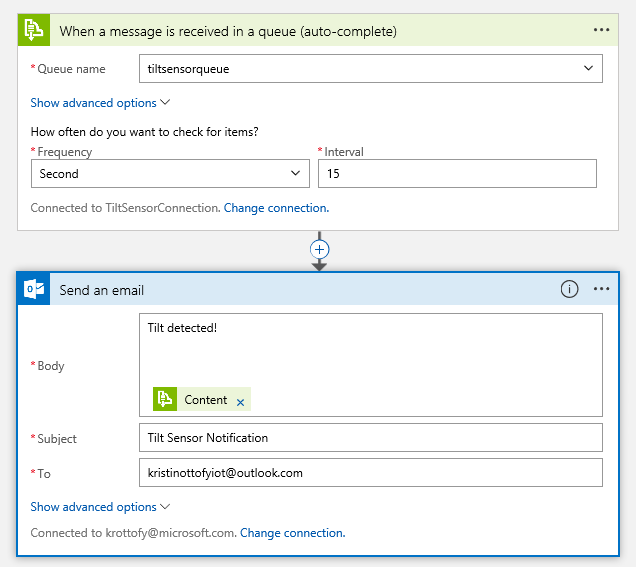 When a message is received in a queue (auto-complete)
*Queue name
tiltsensorqueue
Show advanced options
How often do you want to check for items?
*Frequency
*Interval
Second
15
Connected to TiltSensorConnection. Change connection.
Send an email
Tilt detected!
*Body
Content ×
*Subject
Tilt Sensor Notification
*To
kristinottofyiot@outlook.com
Show advanced options
Connected to krottofy@microsoft.com. Change connection.